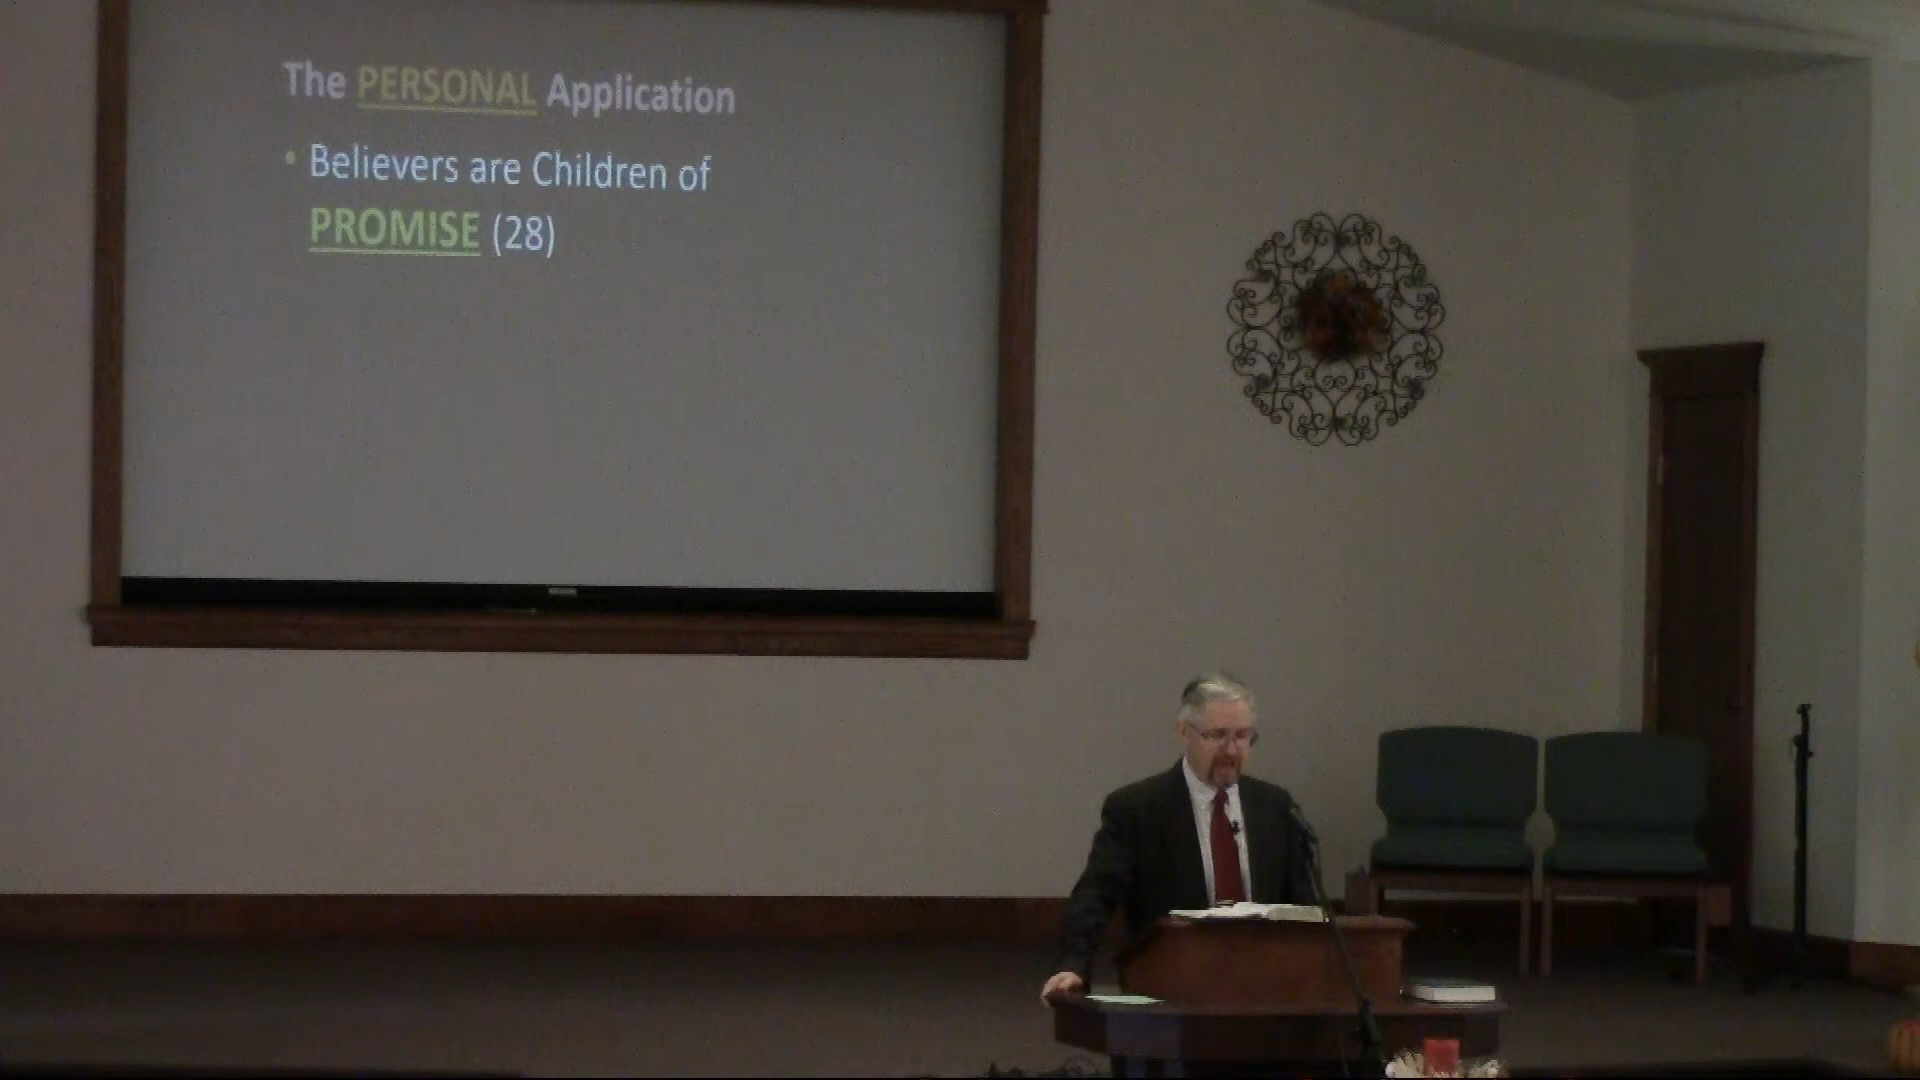 The PERSONAL Application
• Believers are Children of
PROMISE (28)